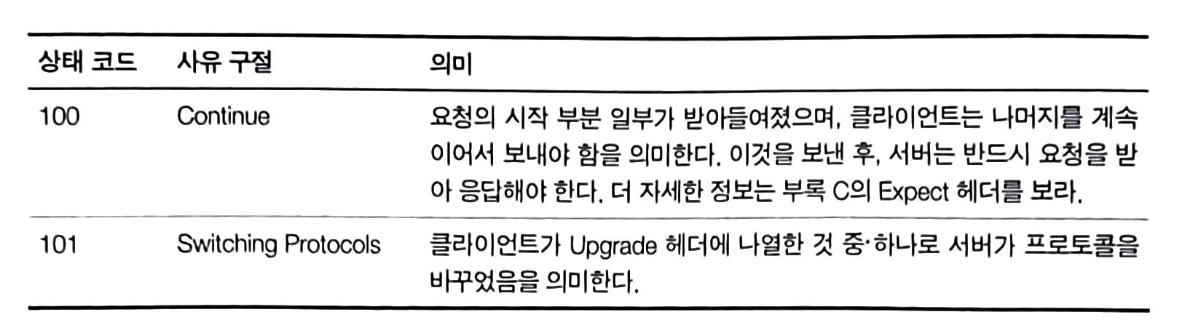 상태 코드 사유 구절 의미
100 Continue 요청의 시작 부분 일부가 받아들여졌으며, 클라이언트는 나머지를 계속
이어서 보내야 함을 의미한다. 이것을 보낸 후, 서버는 반드시 요청을 받
아 응답해야 한다. 더 자세한 정보는 부록 C의 Expect 헤더를 보라.
101 Switching Protocols 클라이언트가 Upgrade 헤더에 나열한 것 중·하나로 서버가 프로토콜을
바꾸었음을 의미한다.